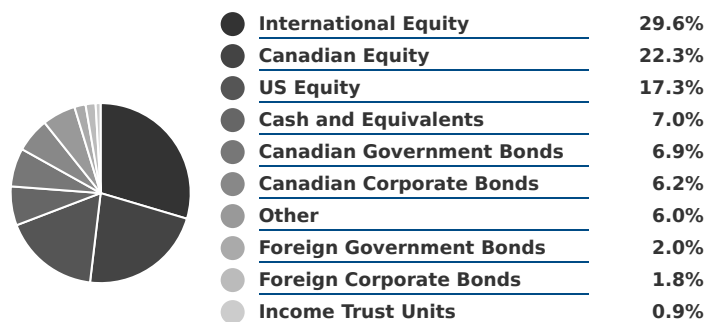 International Equity 29.6%
Canadian Equity 22.3%
US Equity 17.3%
Cash and Equivalents 7.0%
Canadian Government Bonds 6.9%
Canadian Corporate Bonds 6.2%
Other 6.0%
Foreign Government Bonds 2.0%
Foreign Corporate Bonds 1.8%
Income Trust Units 0.9%